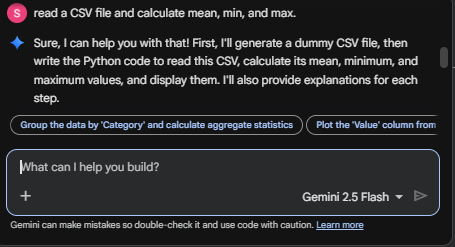 S
read a CSV file and calculate mean, min, and max.
Sure, I can help you with that! First, I'll generate a dummy CSV file, then
write the Python code to read this CSV, calculate its mean, minimum, and
maximum values, and display them. I'll also provide explanations for each
step.
Group the data by 'Category' and calculate aggregate statistics
Plot the 'Value' column from
What can I help you build?
+
Gemini 2.5 Flash
Gemini can make mistakes so double-check it and use code with caution. Learn more